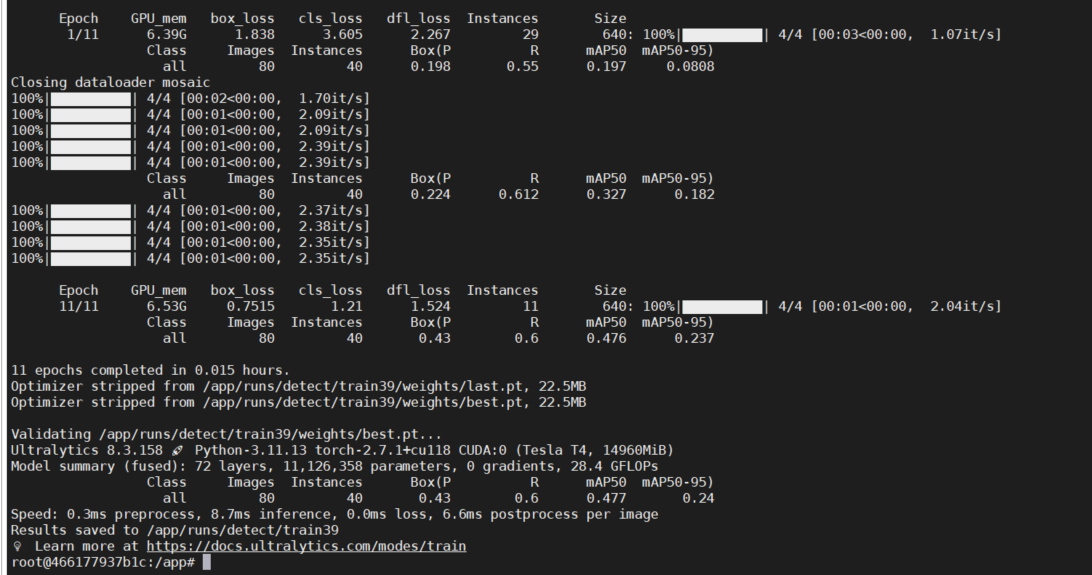 Epoch GPU_mem box_loss cls_loss dfl_loss Instances Size
1/11 6.39G 1.838 3.605 2.267 29 640: 100%| | 4/4 [00:03<00:00, 1.07it/s]
Class Images Instances Box(P R mAP50 mAP50-95)
all 80 40 0.198 0.55 0.197 0.0808
Closing dataloader mosaic
100%| | 4/4 [00:02<00:00, 1.70it/s]
100%| | 4/4 [00:01<00:00, 2.09it/s]
100%| | 4/4 [00:01<00:00, 2.09it/s]
100%| | 4/4 [00:01<00:00, 2.39it/s]
100%| | 4/4 [00:01<00:00, 2.39it/s]
Class Images Instances Box(P R mAP50 mAP50-95)
all 80 40 0.224 0.612 0.327 0.182
100%| | 4/4 [00:01<00:00, 2.37it/s]
100%| | 4/4 [00:01<00:00, 2.38it/s]
100%| | 4/4 [00:01<00:00, 2.35it/s]
100%| | 4/4 [00:01<00:00, 2.35it/s]
Epoch GPU_mem box_loss cls_loss dfl_loss Instances Size
11/11 6.53G 0.7515 1.21 1.524 11 640: 100%| | 4/4 [00:01<00:00, 2.04it/s]
Class Images Instances Box(P R mAP50 mAP50-95)
all 80 40 0.43 0.6 0.476 0.237
11 epochs completed in 0.015 hours.
Optimizer stripped from /app/runs/detect/train39/weights/last.pt, 22.5MB
Optimizer stripped from /app/runs/detect/train39/weights/best.pt, 22.5MB
Validating /app/runs/detect/train39/weights/best.pt...
Ultralytics 8.3.158 🚀 Python-3.11.13 torch-2.7.1+cu118 CUDA:0 (Tesla T4, 14960MiB)
Model summary (fused): 72 layers, 11,126,358 parameters, 0 gradients, 28.4 GFLOPs
Class Images Instances Box(P R mAP50 mAP50-95)
all 80 40 0.43 0.6 0.477 0.24
Speed: 0.3ms preprocess, 8.7ms inference, 0.0ms loss, 6.6ms postprocess per image
Results saved to /app/runs/detect/train39
💡 Learn more at https://docs.ultralytics.com/modes/train
root@466177937b1c:/app#